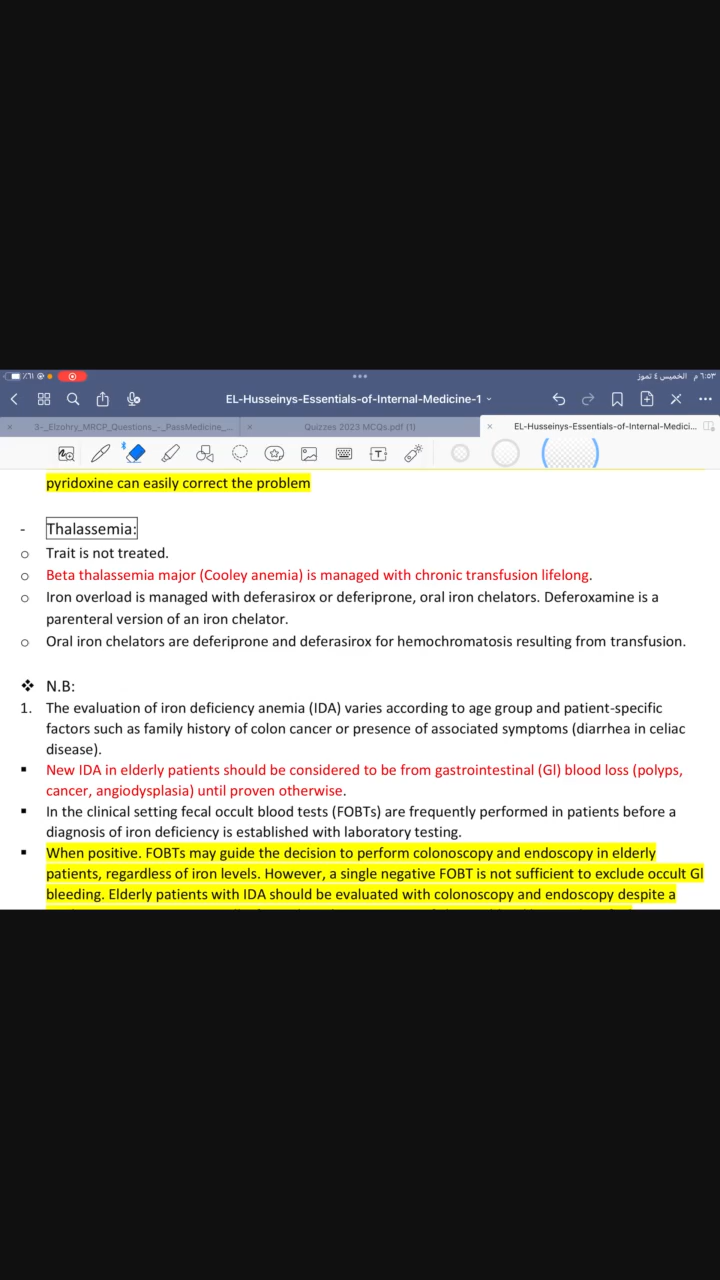 ٪٦١ ٦:٥٣ م الخميس ٤ تموز
EL-Husseinys-Essentials-of-Internal-Medicine-1
3-_Elzohry_MRCP_Questions_-_PassMedicine_...
Quizzes 2023 MCQs.pdf (1)
EL-Husseinys-Essentials-of-Internal-Medici...
pyridoxine can easily correct the problem
- Thalassemia:
o Trait is not treated.
o Beta thalassemia major (Cooley anemia) is managed with chronic transfusion lifelong.
o Iron overload is managed with deferasirox or deferiprone, oral iron chelators. Deferoxamine is a
parenteral version of an iron chelator.
o Oral iron chelators are deferiprone and deferasirox for hemochromatosis resulting from transfusion.
❖ N.B:
1. The evaluation of iron deficiency anemia (IDA) varies according to age group and patient-specific
factors such as family history of colon cancer or presence of associated symptoms (diarrhea in celiac
disease).
▪ New IDA in elderly patients should be considered to be from gastrointestinal (Gl) blood loss (polyps,
cancer, angiodysplasia) until proven otherwise.
▪ In the clinical setting fecal occult blood tests (FOBTs) are frequently performed in patients before a
diagnosis of iron deficiency is established with laboratory testing.
▪ When positive. FOBTs may guide the decision to perform colonoscopy and endoscopy in elderly
patients, regardless of iron levels. However, a single negative FOBT is not sufficient to exclude occult Gl
bleeding. Elderly patients with IDA should be evaluated with colonoscopy and endoscopy despite a